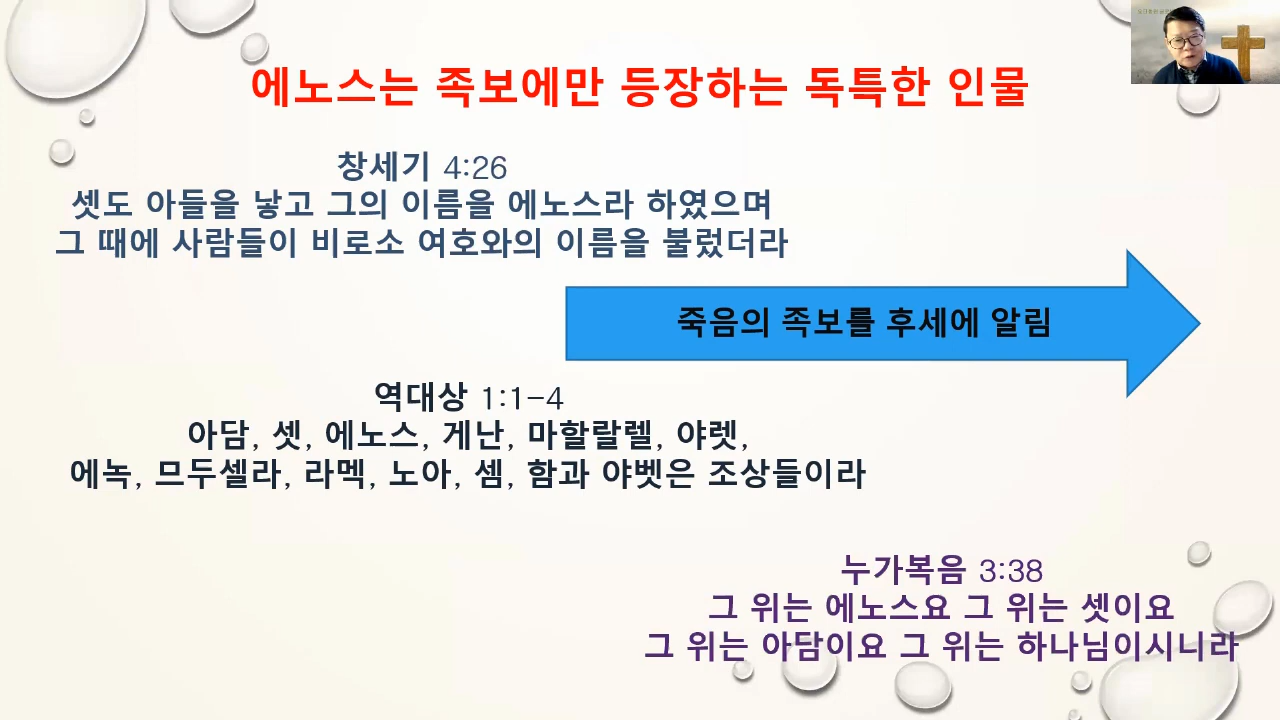 에노스는 족보에만 등장하는 독특한 인물
창세기 4:26
셋도 아들을 낳고 그의 이름을 에노스라 하였으며
그 때에 사람들이 비로소 여호와의 이름을 불렀더라
죽음의 족보를 후세에 알림
역대상 1:1-4
아담, 셋, 에노스, 게난, 마할랄렐, 야렛,
에녹, 므두셀라, 라멕, 노아, 셈, 함과 야벳은 조상들이라
누가복음 3:38
그 위는 에노스요 그 위는 셋이요
그 위는 아담이요 그 위는 하나님이시니라